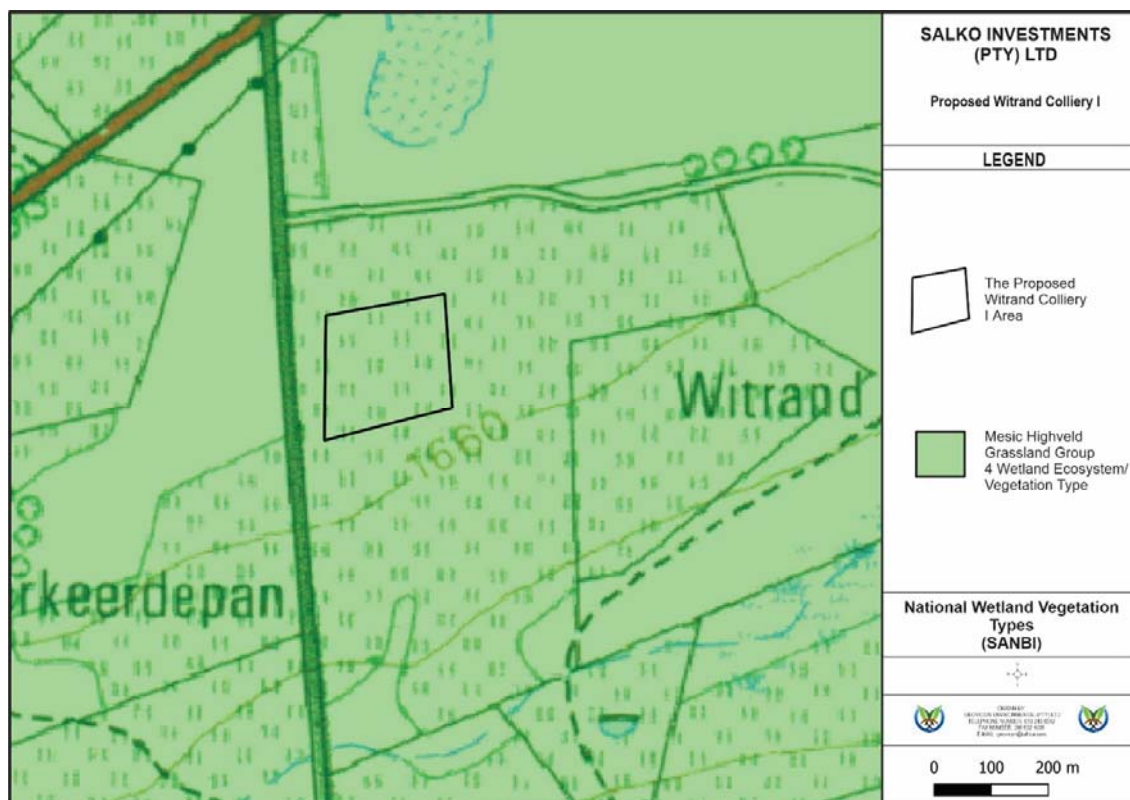 SALKO INVESTMENTS
(PTY) LTD
Proposed Witrand Colliery I
LEGEND
The Proposed
Witrand Colliery
I Area
Mesic Highveld
Grassland Group
4 Wetland Ecosystem/
Vegetation Type
National Wetland Vegetation
Types
(SANBI)
0 100 200 m
Witrand
1660
rkeerdepan